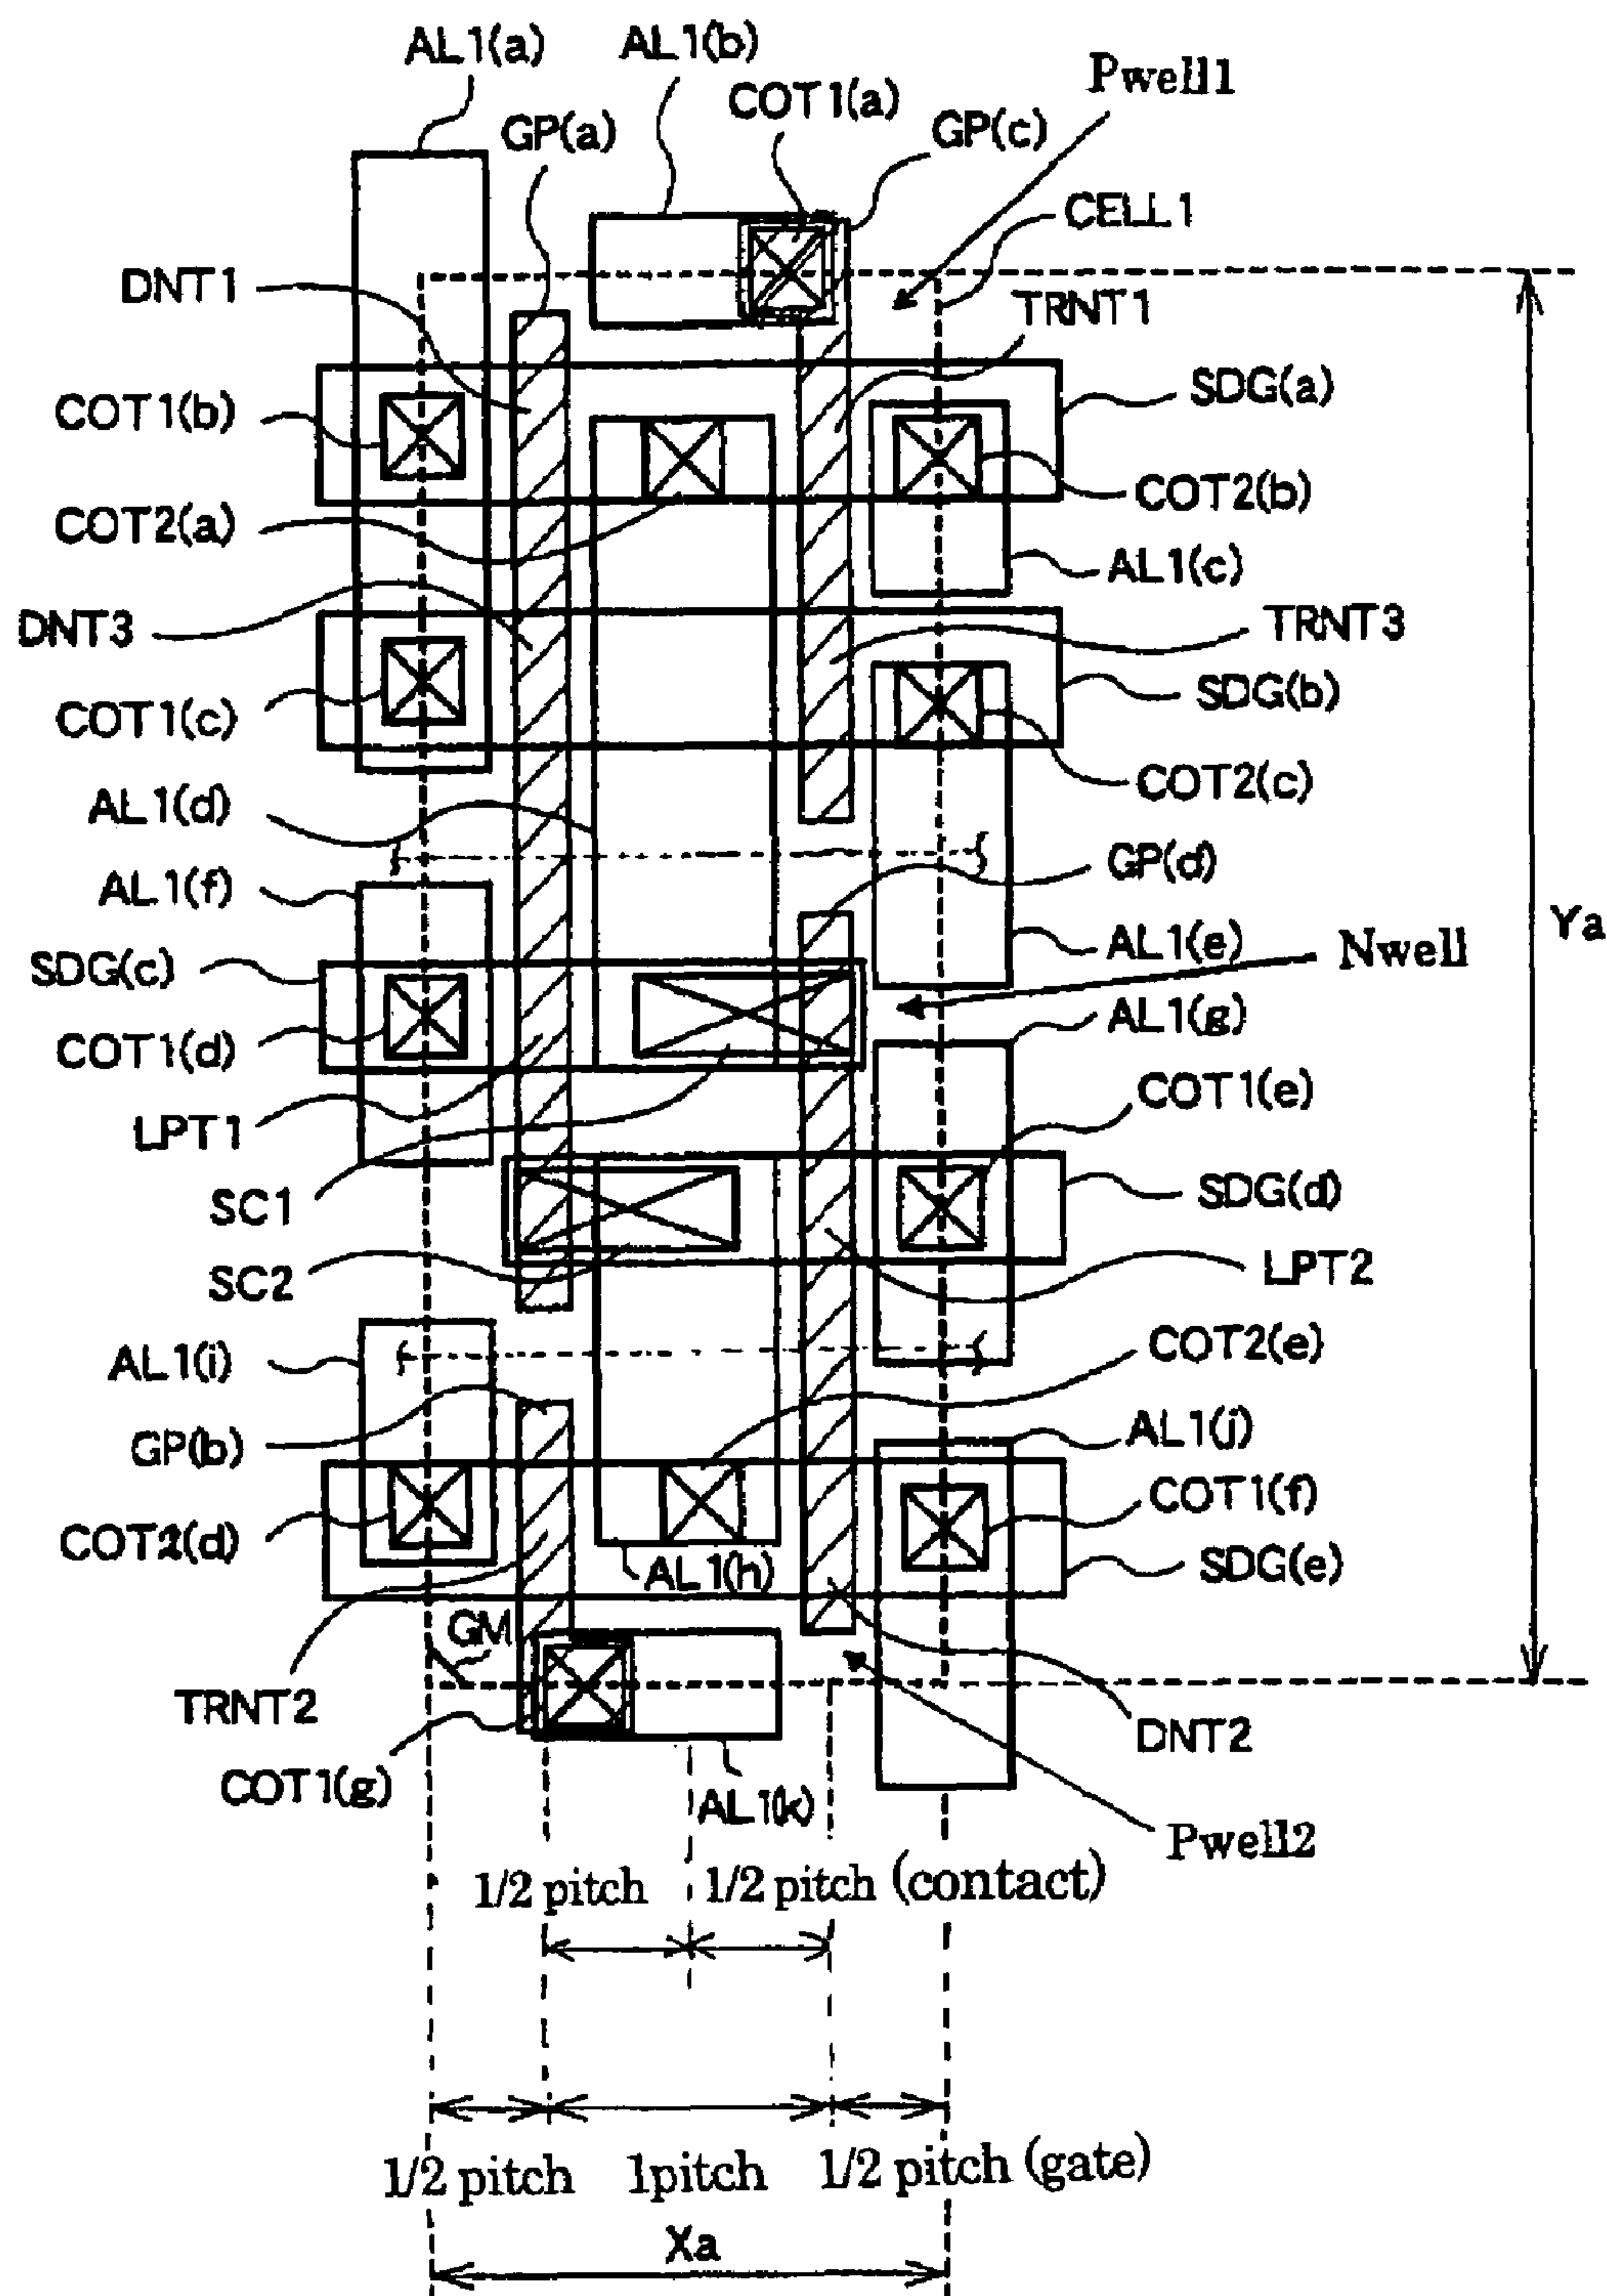 AL1(a)
AL1(b)
Pwell1
COT1(a)
GP(a)
GP(c)
CELL1
DNT1
TRNT1
SDG(a)
COT1(b)
COT2(b)
COT2(a)
AL1(c)
DNT3
TRNT3
SDG(b)
COT1(c)
COT2(c)
AL1(d)
GP(d)
AL1(f)
Ya
AL1(e)
Nwell
SDG(c)
AL1(g)
COT1(d)
COT1(e)
LPT1
SDG(d)
SC1
LPT2
SC2
COT2(e)
AL1(i)
AL1(j)
GP(b)
COT1(f)
COT2(d)
SDG(e)
AL1(h)
GM
TRNT2
DNT2
COT1(g)
AL1(k)
Pwell2
1/2 pitch 1/2 pitch (contact)
1/2 pitch 1pitch 1/2 pitch (gate)
Xa